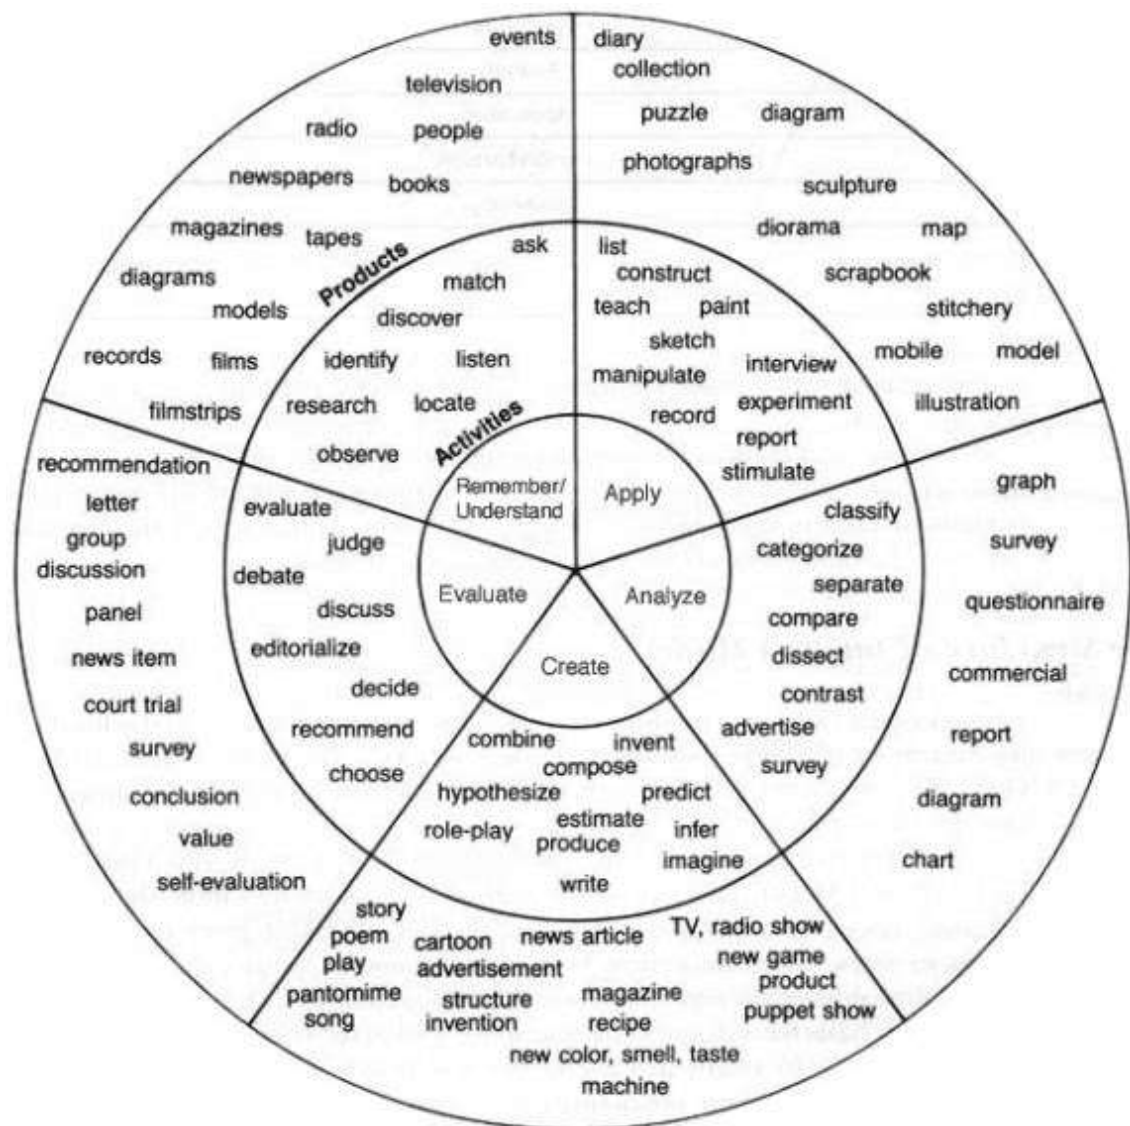 events
television
radio
people
newspapers
books
magazines
tapes
diagrams
models
records
films
filmstrips
Products
ask
match
discover
identify
listen
research
locate
observe
Activities
Remember/
Understand
diary
collection
puzzle
diagram
photographs
sculpture
diorama
map
scrapbook
stitchery
mobile
model
illustration
list
construct
teach
paint
sketch
interview
manipulate
experiment
record
report
stimulate
Apply
graph
survey
questionnaire
commercial
report
diagram
chart
classify
categorize
separate
compare
dissect
contrast
advertise
survey
Analyze
Create
combine
invent
compose
hypothesize
predict
estimate
role-play
produce
infer
imagine
write
story
poem
play
pantomime
song
cartoon
news article
advertisement
structure
invention
magazine
recipe
new color, smell, taste
machine
TV, radio show
new game
product
puppet show
Evaluate
evaluate
judge
debate
discuss
editorialize
decide
recommend
choose
recommendation
letter
group
discussion
panel
news item
court trial
survey
conclusion
value
self-evaluation